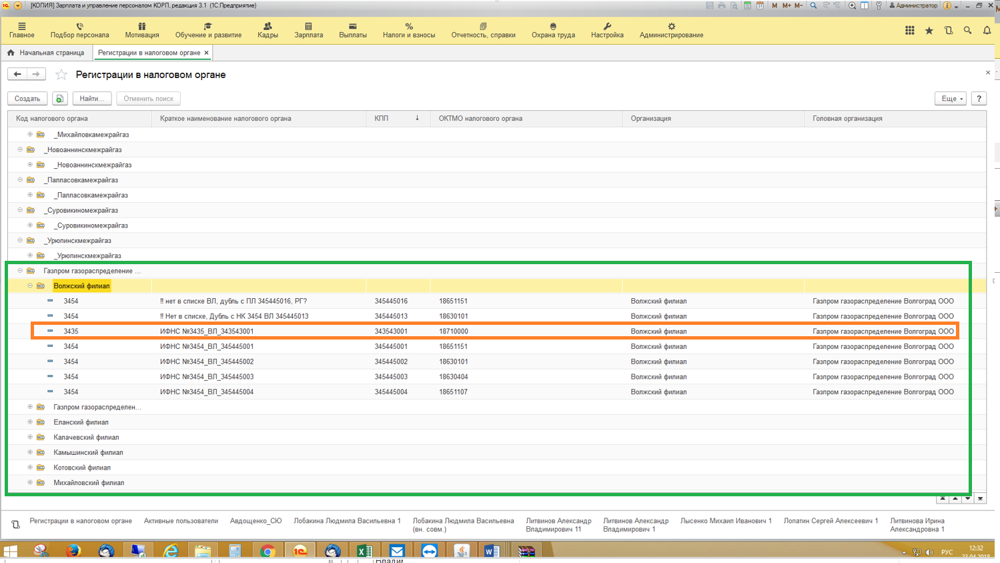 [КОПИЯ] Зарплата и управление персоналом КОРП, редакция 3.1 (1С:Предприятие)
M M+ M- Администратор
Главное Подбор персонала Мотивация Обучение и развитие Кадры Зарплата Выплаты Налоги и взносы Отчетность, справки Охрана труда Настройка Администрирование
Начальная страница Регистрации в налоговом органе ×
Регистрации в налоговом органе
Создать Найти... Отменить поиск Еще ?
Код налогового органа Краткое наименование налогового органа КПП ↓ ОКТМО налогового органа Организация Головная организация
_Михайловкамежрайгаз
_Новоаннинскмежрайгаз
_Новоаннинскмежрайгаз
_Палласовкамежрайгаз
_Палласовкамежрайгаз
_Суровикиномежрайгаз
_Суровикиномежрайгаз
_Урюпинскмежрайгаз
_Урюпинскмежрайгаз
Газпром газораспределение ...
Волжский филиал
3454 !! нет в списке ВЛ, дубль с ПЛ 345445016, РГ? 345445016 18651151 Волжский филиал Газпром газораспределение Волгоград ООО
3454 !! Нет в списке, Дубль с НК 3454 ВЛ 345445013 345445013 18630101 Волжский филиал Газпром газораспределение Волгоград ООО
3435 ИФНС №3435_ВЛ_343543001 343543001 18710000 Волжский филиал Газпром газораспределение Волгоград ООО
3454 ИФНС №3454_ВЛ_345445001 345445001 18651151 Волжский филиал Газпром газораспределение Волгоград ООО
3454 ИФНС №3454_ВЛ_345445002 345445002 18630101 Волжский филиал Газпром газораспределение Волгоград ООО
3454 ИФНС №3454_ВЛ_345445003 345445003 18630404 Волжский филиал Газпром газораспределение Волгоград ООО
3454 ИФНС №3454_ВЛ_345445004 345445004 18651107 Волжский филиал Газпром газораспределение Волгоград ООО
Газпром газораспределен...
Еланский филиал
Калачевский филиал
Камышинский филиал
Котовский филиал
Михайловский филиал
Регистрации в налоговом органе Активные пользователи Авдощенко_СЮ Лобакина Людмила Васильевна 1 Лобакина Людмила Васильевна Литвинов Александр Литвинов Александр Лысенко Михаил Иванович 1 Лопатин Сергей Алексеевич 1 Литвинова Ирина
(вн. совм.) Владимирович 11 Владимирович 1 Александровна 1
РУС 12:32
23.04.2018